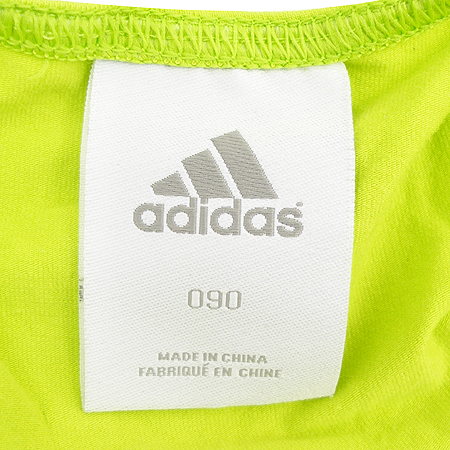 adidas
090
MADE IN CHINA
FABRIQUÉ EN CHINE